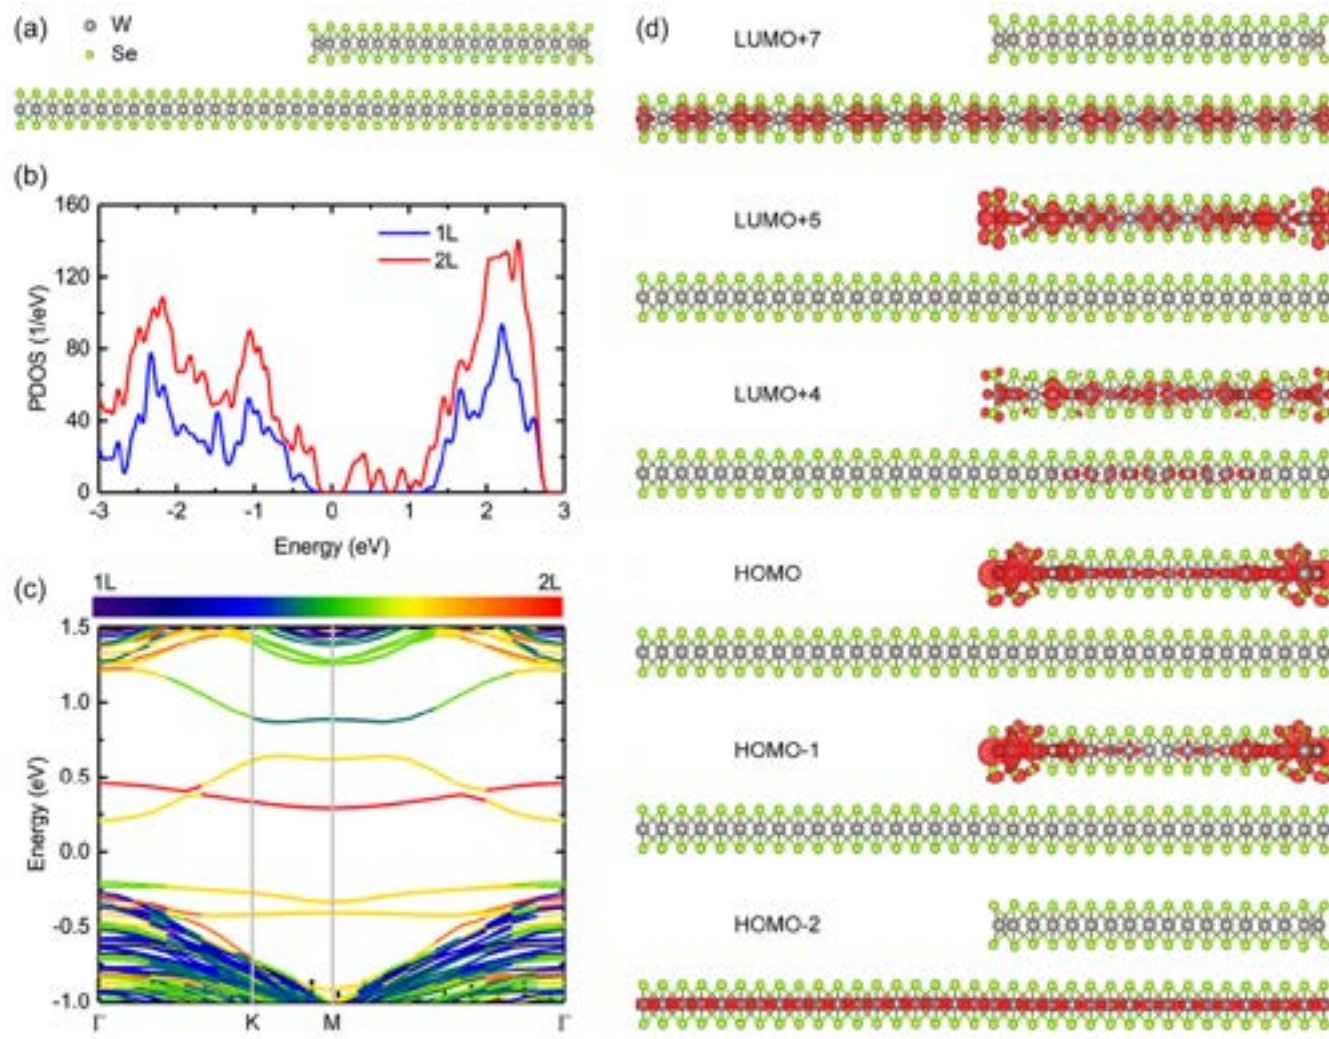 (a)
W
Se
(b)
160
120
80
40
0
PDOS (1/eV)
1L
2L
-3
-2
-1
0
1
2
3
Energy (eV)
(c)
1L
2L
1.5
1.0
0.5
0.0
-0.5
-1.0
Energy (eV)
Γ
K
M
Γ
(d)
LUMO+7
LUMO+5
LUMO+4
HOMO
HOMO-1
HOMO-2